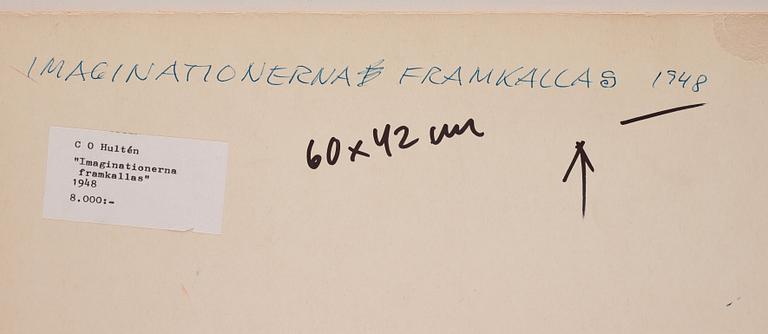 IMAGINATIONERNA FRAMKALLAS 1948
60x42 cm
C O Hultén
"Imaginationerna
framkallas"
1948
8.000:-